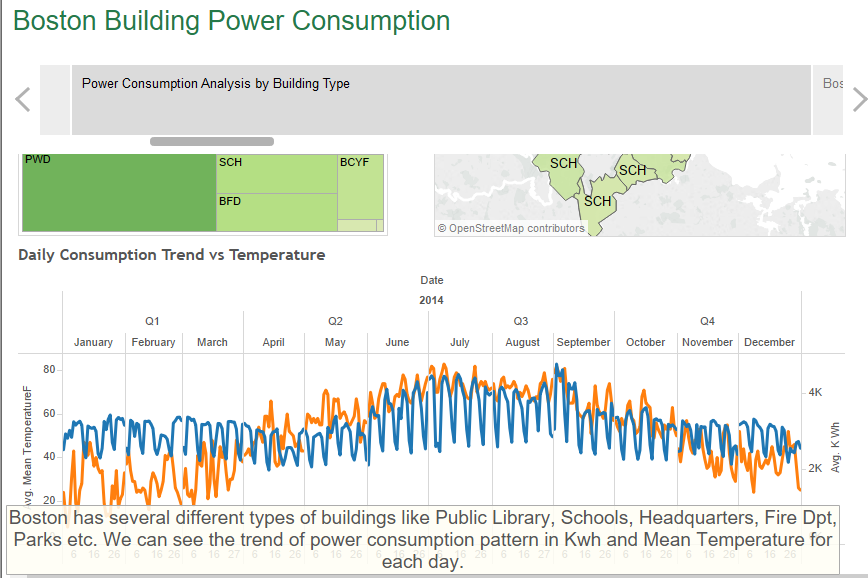 Boston Building Power Consumption
Power Consumption Analysis by Building Type
Bos
PWD
SCH
BCYF
BFD
SCH
SCH
SCH
© OpenStreetMap contributors
Daily Consumption Trend vs Temperature
Date
2014
Q1 Q2 Q3 Q4
January February March April May June July August September October November December
80
60
40
20
Avg. Mean TemperatureF
4K
2K
Avg. K Wh
Boston has several different types of buildings like Public Library, Schools, Headquarters, Fire Dpt,
Parks etc. We can see the trend of power consumption pattern in Kwh and Mean Temperature for
each day.